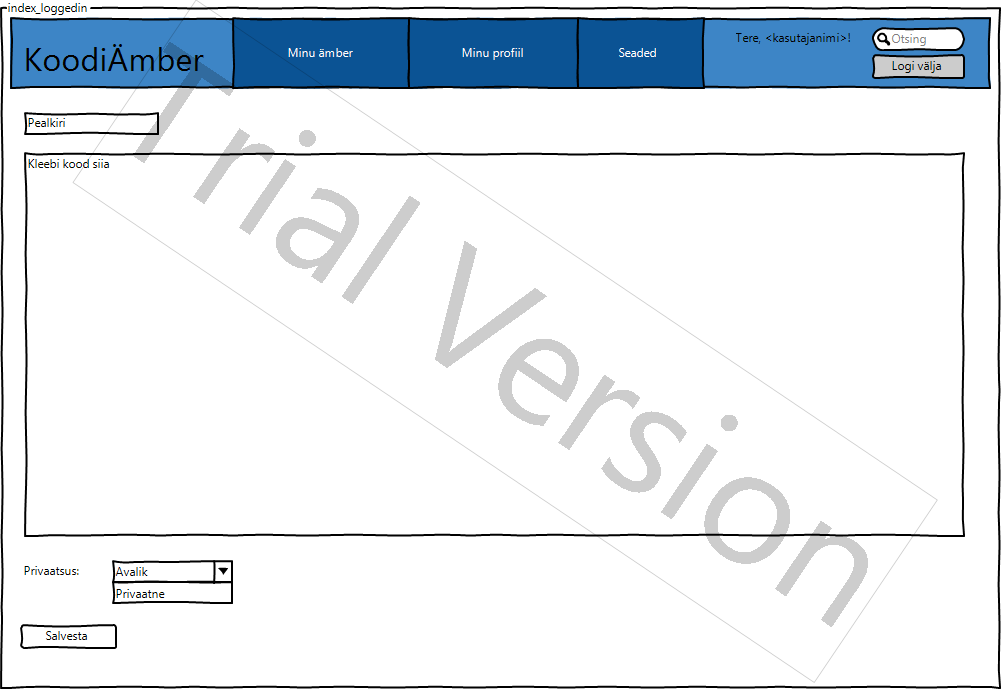 index_loggedin
KoodiÄmber
Minu ämber
Minu profiil
Seaded
Tere, <kasutajanimi>!
Otsing
Logi välja
Pealkiri
Kleebi kood siia
Trial Version
Privaatsus:
Avalik
Privaatne
Salvesta